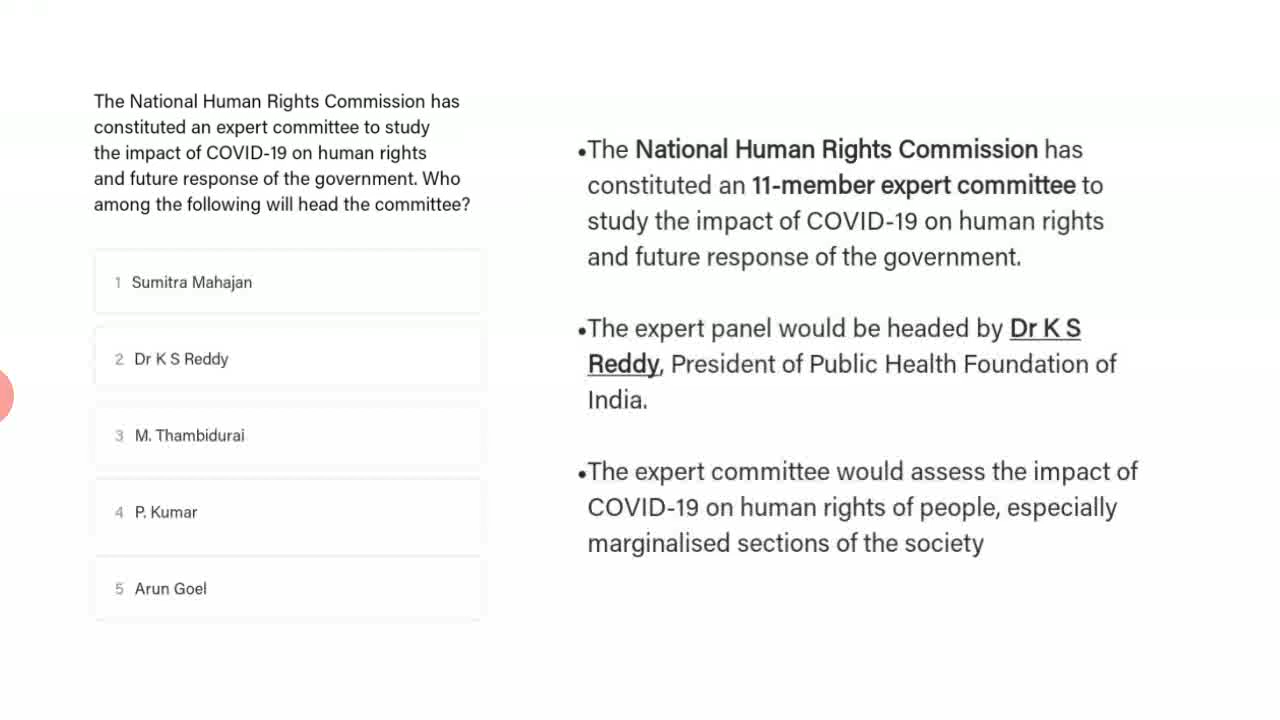 The National Human Rights Commission has
constituted an expert committee to study
the impact of COVID-19 on human rights
and future response of the government. Who
among the following will head the committee?
1 Sumitra Mahajan
2 Dr K S Reddy
3 M. Thambidurai
4 P. Kumar
5 Arun Goel
•The National Human Rights Commission has
constituted an 11-member expert committee to
study the impact of COVID-19 on human rights
and future response of the government.
•The expert panel would be headed by Dr K S
Reddy, President of Public Health Foundation of
India.
•The expert committee would assess the impact of
COVID-19 on human rights of people, especially
marginalised sections of the society